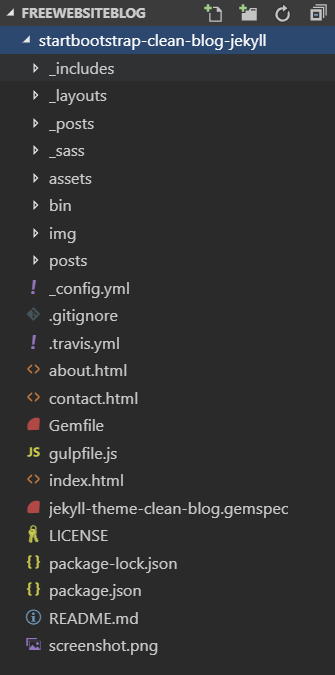 FREEWEBSITEBLOG
startbootstrap-clean-blog-jekyll
_includes
_layouts
_posts
_sass
assets
bin
img
posts
! _config.yml
.gitignore
! .travis.yml
<> about.html
<> contact.html
Gemfile
JS gulpfile.js
<> index.html
jekyll-theme-clean-blog.gemspec
LICENSE
{ } package-lock.json
{ } package.json
README.md
screenshot.png